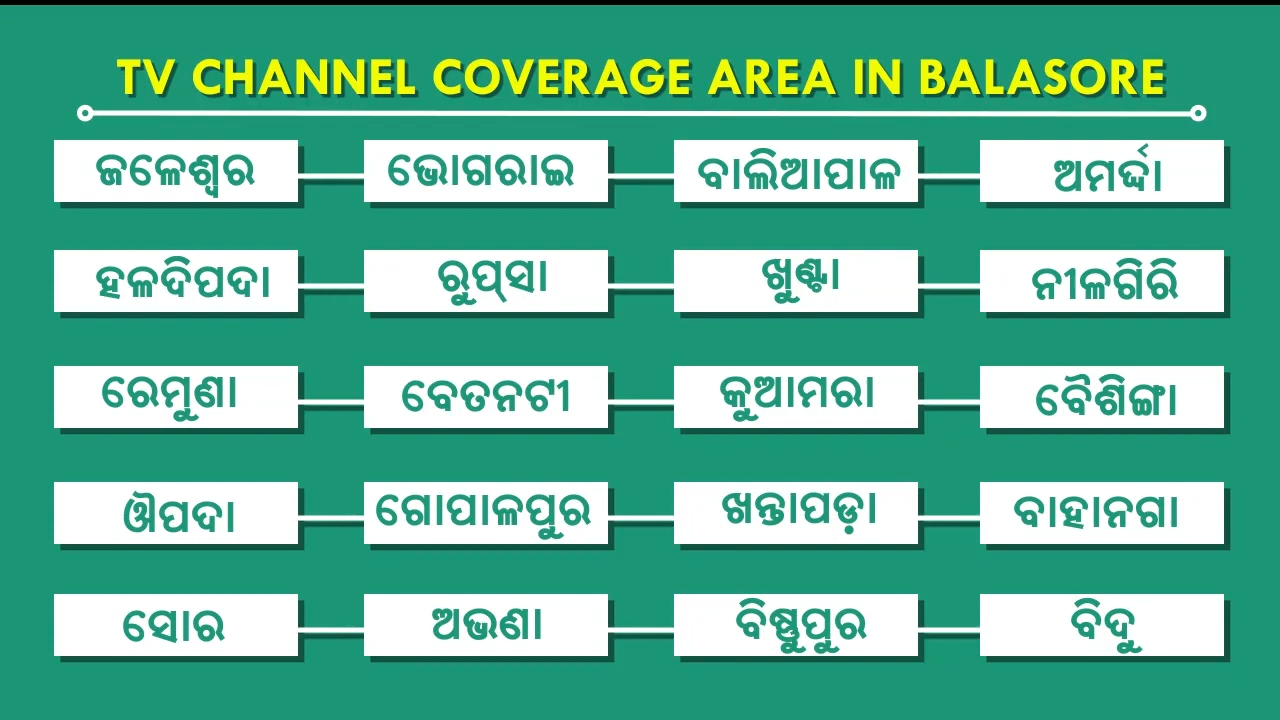 TV CHANNEL COVERAGE AREA IN BALASORE
ଜଳେଶ୍ୱର ଭୋଗରାଇ ବାଲିଆପାଳ ଅମର୍ଦ୍ଦା
ହଳଦିପଦା ରୁପ୍‌ସା ଖୁଣ୍ଟା ନୀଳଗିରି
ରେମୁଣା ବେତନଟୀ କୁଆମରା ବୈଶିଙ୍ଗା
ଔପଦା ଗୋପାଳପୁର ଖନ୍ତାପଡ଼ା ବାହାନଗା
ସୋର ଅଭଣା ବିଷ୍ଣୁପୁର ବିଦୁ